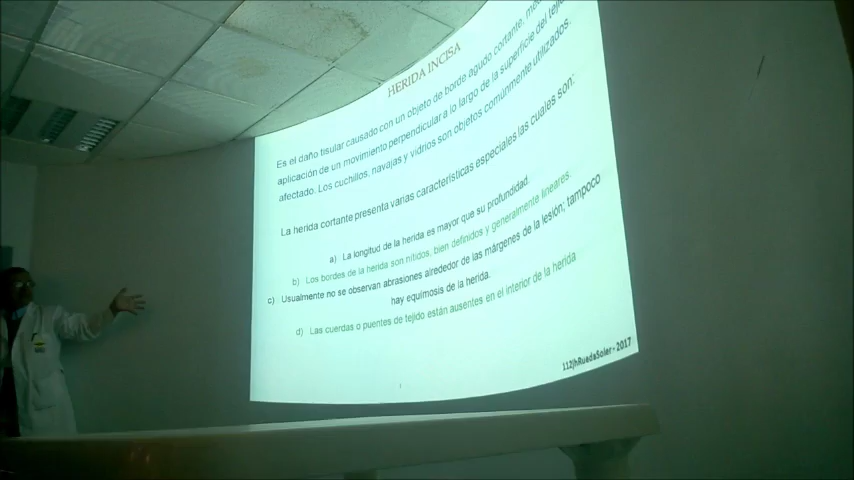 HERIDA INCISA
Es el daño tisular causado con un objeto de borde agudo cortante,
aplicación de un movimiento perpendicular a lo largo de la superficie del
afectado. Los cuchillos, navajas y vidrios son objetos comúnmente utilizados.
La herida cortante presenta varias características especiales las cuales son:
a) La longitud de la herida es mayor que su profundidad.
b) Los bordes de la herida son nítidos, bien definidos y generalmente lineares.
c) Usualmente no se observan abrasiones alrededor de las márgenes de la lesión; tampoco
hay equimosis de la herida.
d) Las cuerdas o puentes de tejido están ausentes en el interior de la herida
112jhRuedaSoler - 2017